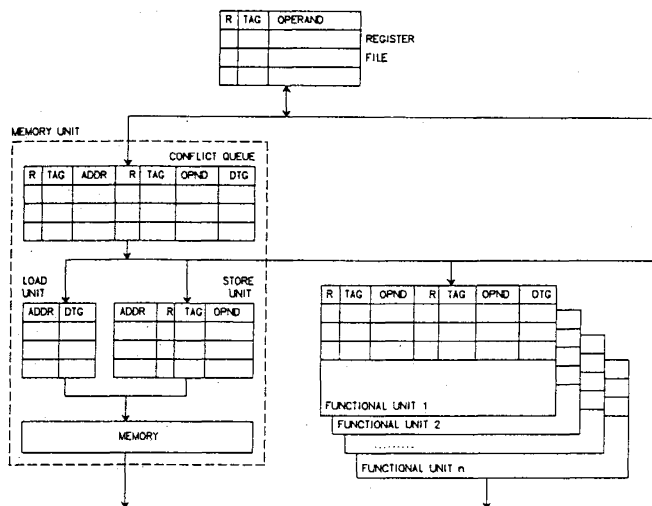 R TAG OPERAND
REGISTER
FILE
MEMORY UNIT
CONFLICT QUEUE
R TAG ADDR R TAG OPND DTG
LOAD
UNIT
STORE
UNIT
ADDR DTG
ADDR R TAG OPND
MEMORY
R TAG OPND R TAG OPND DTG
FUNCTIONAL UNIT 1
FUNCTIONAL UNIT 2
.........
FUNCTIONAL UNIT n